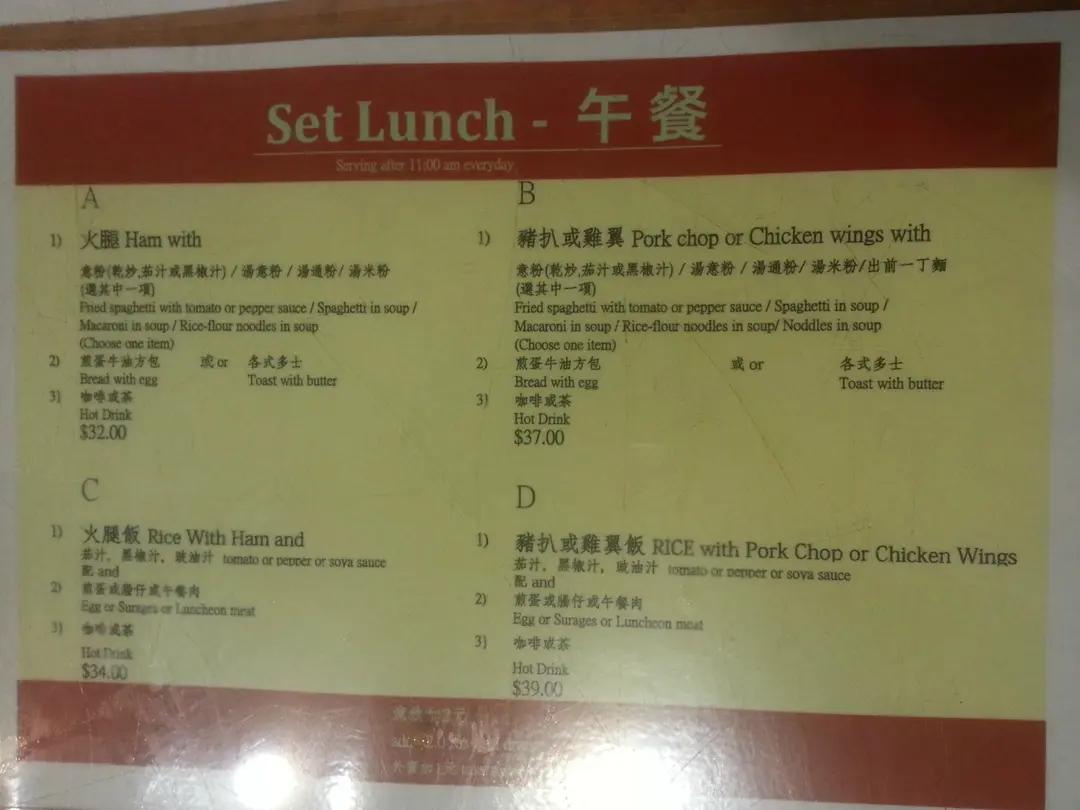 Set Lunch - 午餐
Serving after 11:00 am everyday
A
1) 火腿 Ham with
意粉(乾炒,茄汁或黑椒汁) / 湯意粉 / 湯通粉/ 湯米粉
(選其中一項)
Fried spaghetti with tomato or pepper sauce / Spaghetti in soup /
Macaroni in soup / Rice-flour noodles in soup
(Choose one item)
2) 煎蛋牛油方包 或 or 各式多士
Bread with egg Toast with butter
3) 咖啡或茶
Hot Drink
$32.00
B
1) 豬扒或雞翼 Pork chop or Chicken wings with
意粉(乾炒,茄汁或黑椒汁) / 湯意粉 / 湯通粉/ 湯米粉/出前一丁麵
(選其中一項)
Fried spaghetti with tomato or pepper sauce / Spaghetti in soup /
Macaroni in soup / Rice-flour noodles in soup/ Noddles in soup
(Choose one item)
2) 煎蛋牛油方包 或 or 各式多士
Bread with egg Toast with butter
3) 咖啡或茶
Hot Drink
$37.00
C
1) 火腿飯 Rice With Ham and
茄汁, 黑椒汁, 豉油汁 tomato or pepper or soya sauce
配 and
2) 煎蛋或腸仔或午餐肉
Egg or Surages or Luncheon meat
3) 咖啡或茶
Hot Drink
$34.00
D
1) 豬扒或雞翼飯 RICE with Pork Chop or Chicken Wings
茄汁, 黑椒汁, 豉油汁 tomato or pepper or soya sauce
配 and
2) 煎蛋或腸仔或午餐肉
Egg or Surages or Luncheon meat
3) 咖啡或茶
Hot Drink
$39.00